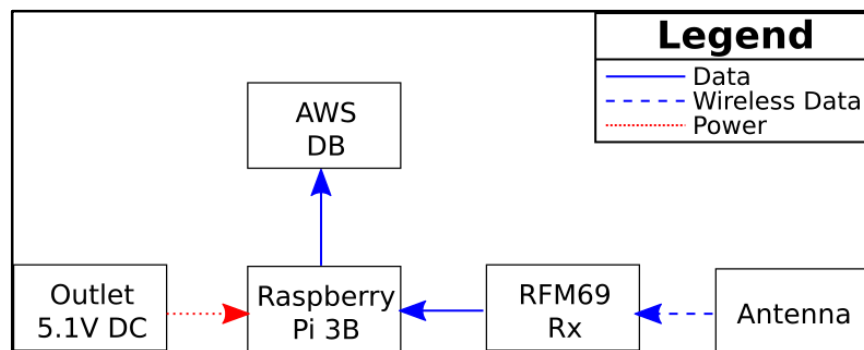 Legend
Data
Wireless Data
Power
AWS
DB
Outlet
5.1V DC
Raspberry
Pi 3B
RFM69
Rx
Antenna